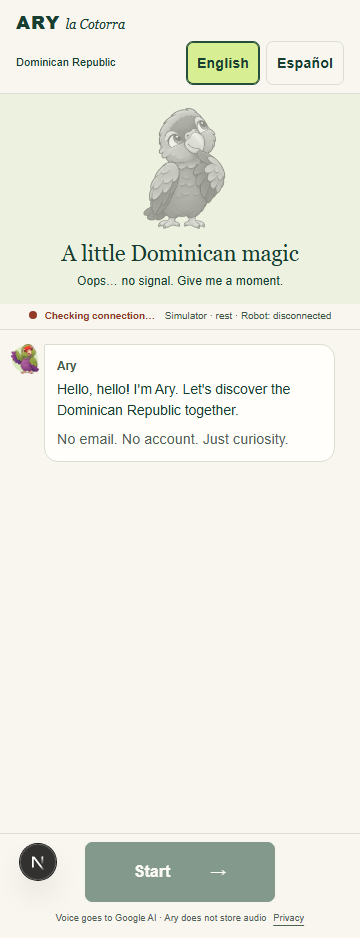 ARY la Cotorra
Dominican Republic
English
Español
A little Dominican magic
Oops… no signal. Give me a moment.
Checking connection… Simulator · rest · Robot: disconnected
Ary
Hello, hello! I'm Ary. Let's discover the
Dominican Republic together.
No email. No account. Just curiosity.
N
Start →
Voice goes to Google AI · Ary does not store audio Privacy